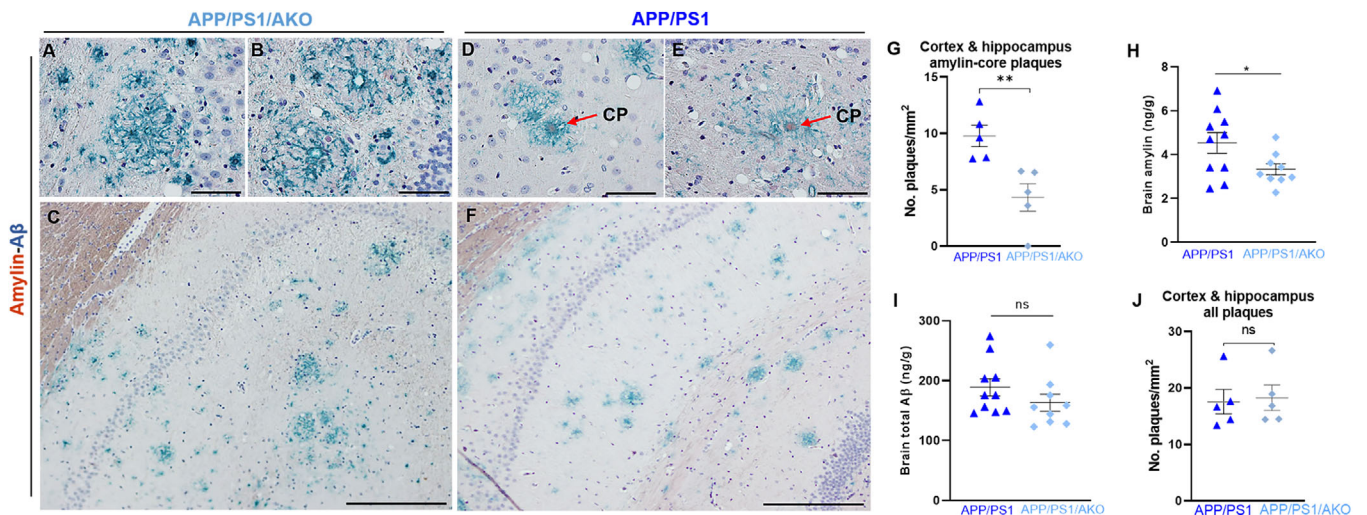 APP/PS1/AKO
APP/PS1
Amylin-Aβ
A
B
C
D
CP
E
CP
F
G
Cortex & hippocampus
amylin-core plaques
**
No. plaques/mm²
15
10
5
0
APP/PS1
APP/PS1/AKO
H
*
Brain amylin (ng/g)
8
6
4
2
0
APP/PS1
APP/PS1/AKO
I
ns
Brain total Aβ (ng/g)
300
200
100
0
APP/PS1
APP/PS1/AKO
J
Cortex & hippocampus
all plaques
ns
No. plaques/mm²
30
20
10
0
APP/PS1
APP/PS1/AKO